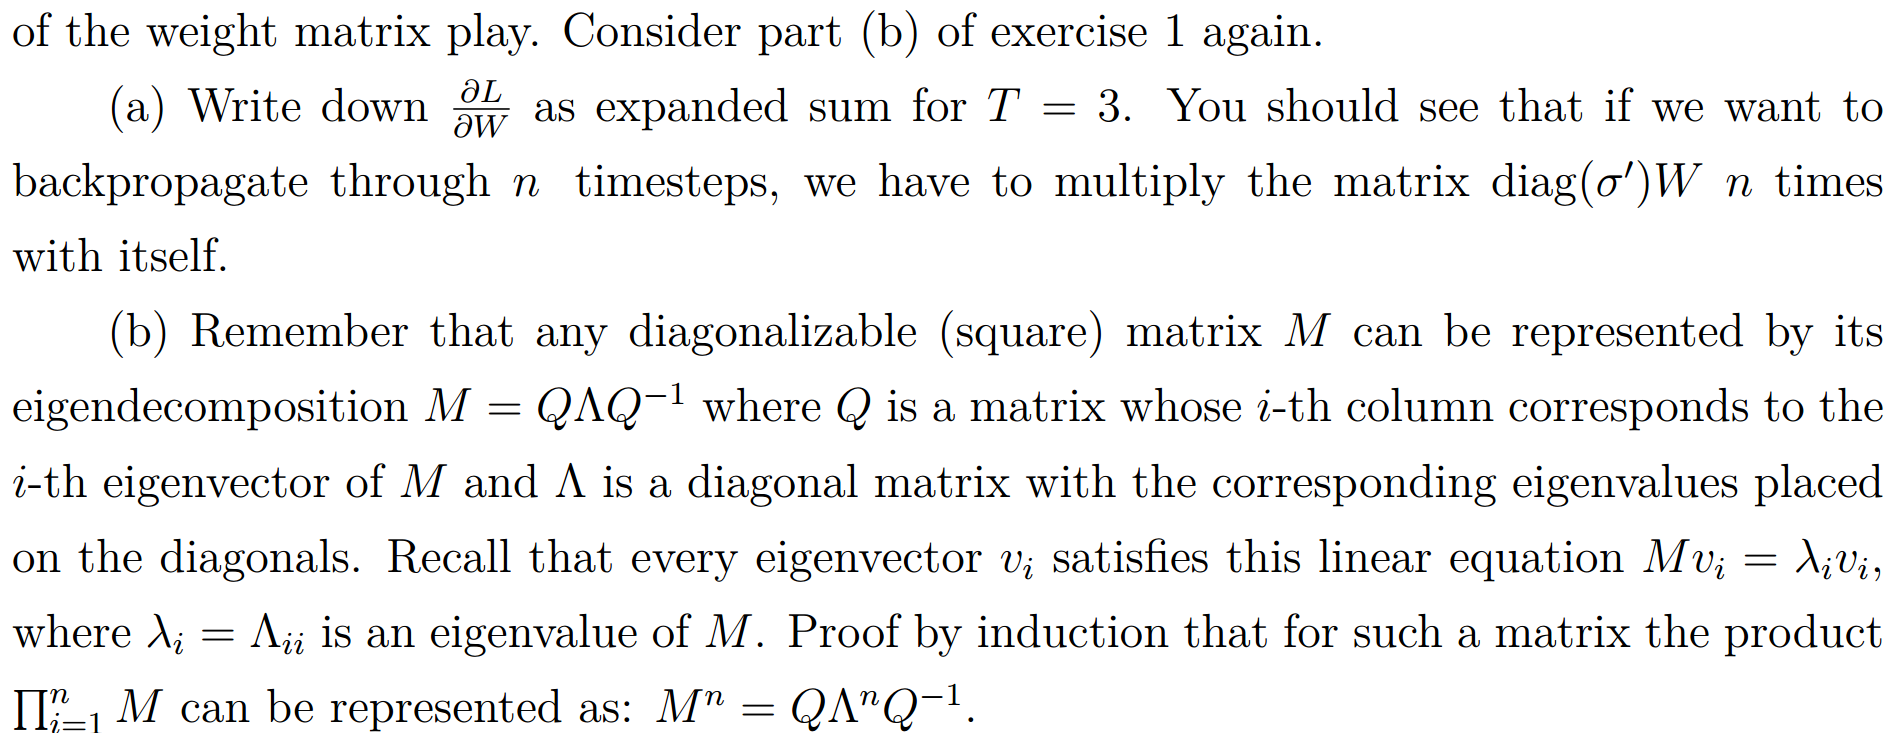 of the weight matrix play. Consider part (b) of exercise 1 again.
(a) Write down $\frac{\partial L}{\partial W}$ as expanded sum for $T = 3$. You should see that if we want to
backpropagate through $n$ timesteps, we have to multiply the matrix $\mathrm{diag}(\sigma')W$ $n$ times
with itself.
(b) Remember that any diagonalizable (square) matrix $M$ can be represented by its
eigendecomposition $M = Q\Lambda Q^{-1}$ where $Q$ is a matrix whose $i$-th column corresponds to the
$i$-th eigenvector of $M$ and $\Lambda$ is a diagonal matrix with the corresponding eigenvalues placed
on the diagonals. Recall that every eigenvector $v_i$ satisfies this linear equation $Mv_i = \lambda_i v_i$,
where $\lambda_i = \Lambda_{ii}$ is an eigenvalue of $M$. Proof by induction that for such a matrix the product
$\prod_{i=1}^{n} M$ can be represented as: $M^n = Q\Lambda^n Q^{-1}$.